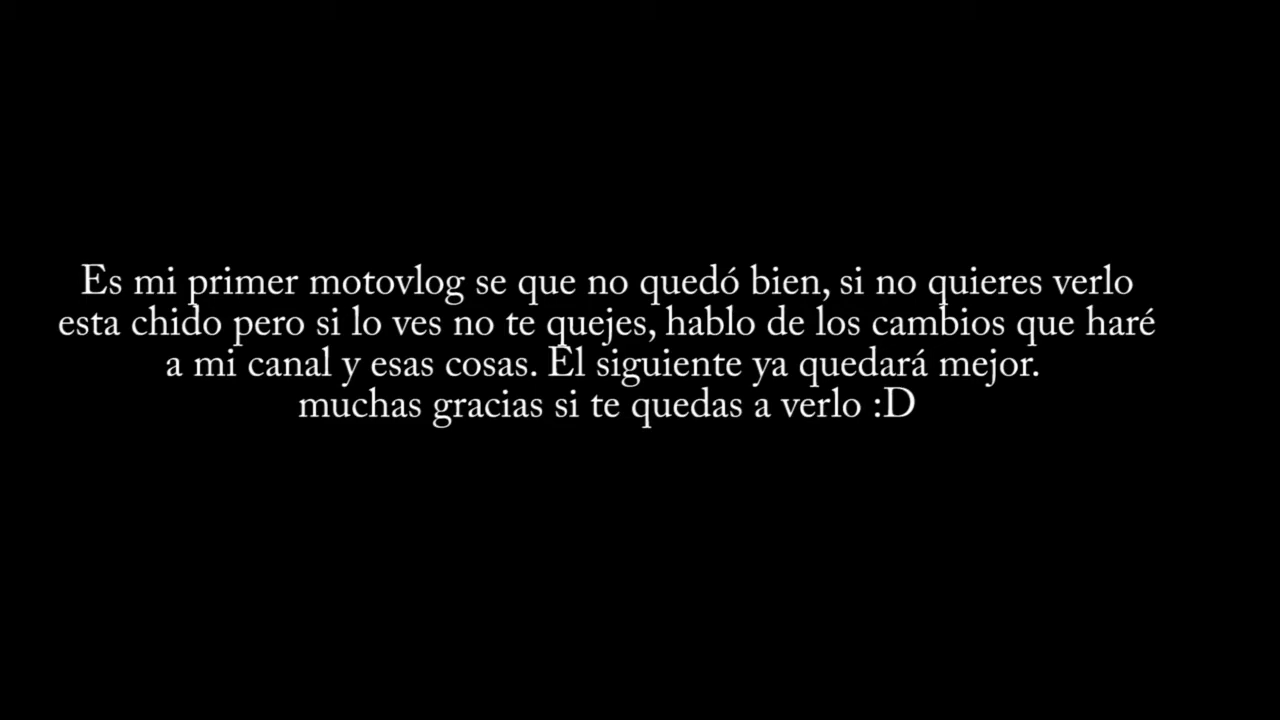 Es mi primer motovlog se que no quedó bien, si no quieres verlo
esta chido pero si lo ves no te quejes, hablo de los cambios que haré
a mi canal y esas cosas. El siguiente ya quedará mejor.
muchas gracias si te quedas a verlo :D